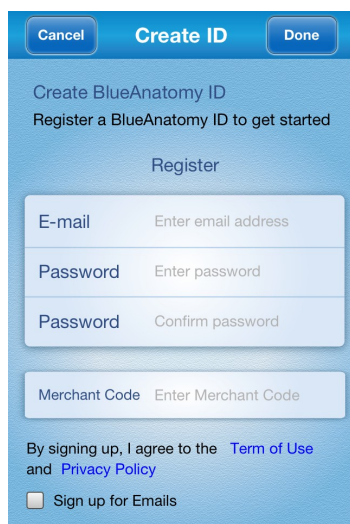 Cancel Create ID Done
Create BlueAnatomy ID
Register a BlueAnatomy ID to get started
Register
E-mail Enter email address
Password Enter password
Password Confirm password
Merchant Code Enter Merchant Code
By signing up, I agree to the Term of Use
and Privacy Policy
Sign up for Emails